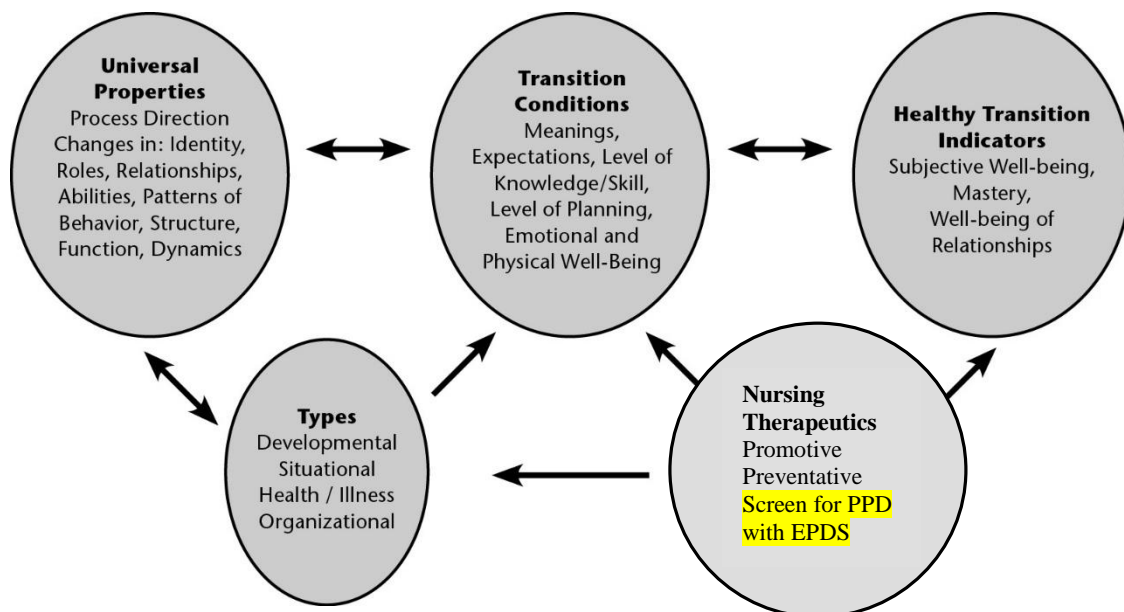 Universal
Properties
Process Direction
Changes in: Identity,
Roles, Relationships,
Abilities, Patterns of
Behavior, Structure,
Function, Dynamics
Transition
Conditions
Meanings,
Expectations, Level of
Knowledge/Skill,
Level of Planning,
Emotional and
Physical Well-Being
Healthy Transition
Indicators
Subjective Well-being,
Mastery,
Well-being of
Relationships
Types
Developmental
Situational
Health / Illness
Organizational
Nursing
Therapeutics
Promotive
Preventative
Screen for PPD
with EPDS